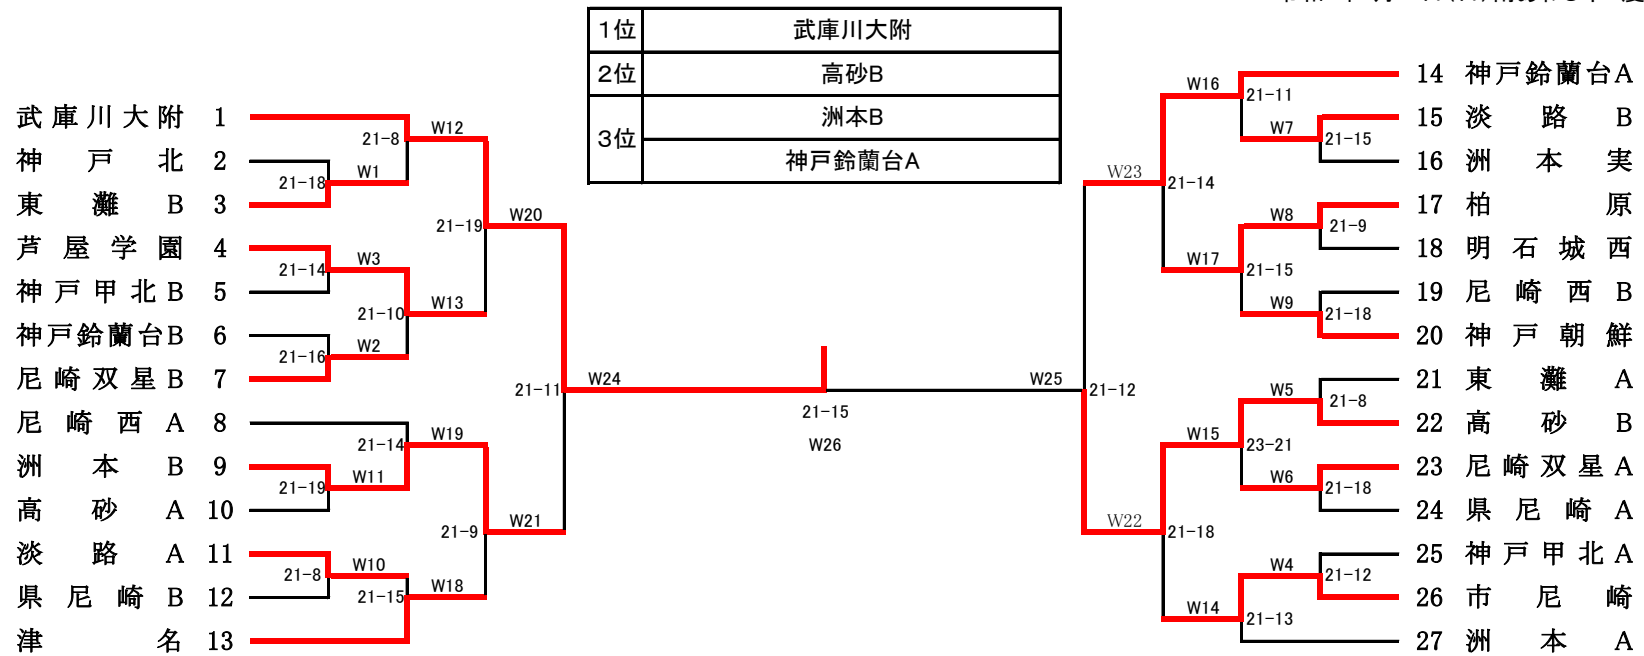 1位 武庫川大附
2位 高砂B
3位 洲本B
神戸鈴蘭台A
武庫川大附 1
神戸北 2
東灘B 3
芦屋学園 4
神戸甲北B 5
神戸鈴蘭台B 6
尼崎双星B 7
尼崎西A 8
洲本B 9
高砂A 10
淡路A 11
県尼崎B 12
津名 13
21-8 W12
21-18 W1
21-19 W20
21-14 W3
21-10 W13
21-16 W2
21-11 W24
21-14 W19
21-19 W11
21-9 W21
21-8 W10
21-15 W18
21-15
W26
W25 21-12
W16 21-11
W7 21-15
W23 21-14
W8 21-9
W17 21-15
W9 21-18
W5 21-8
W15 23-21
W6 21-18
W22 21-18
W4 21-12
W14 21-13
14 神戸鈴蘭台A
15 淡路B
16 洲本実
17 柏原
18 明石城西
19 尼崎西B
20 神戸朝鮮
21 東灘A
22 高砂B
23 尼崎双星A
24 県尼崎A
25 神戸甲北A
26 市尼崎
27 洲本A